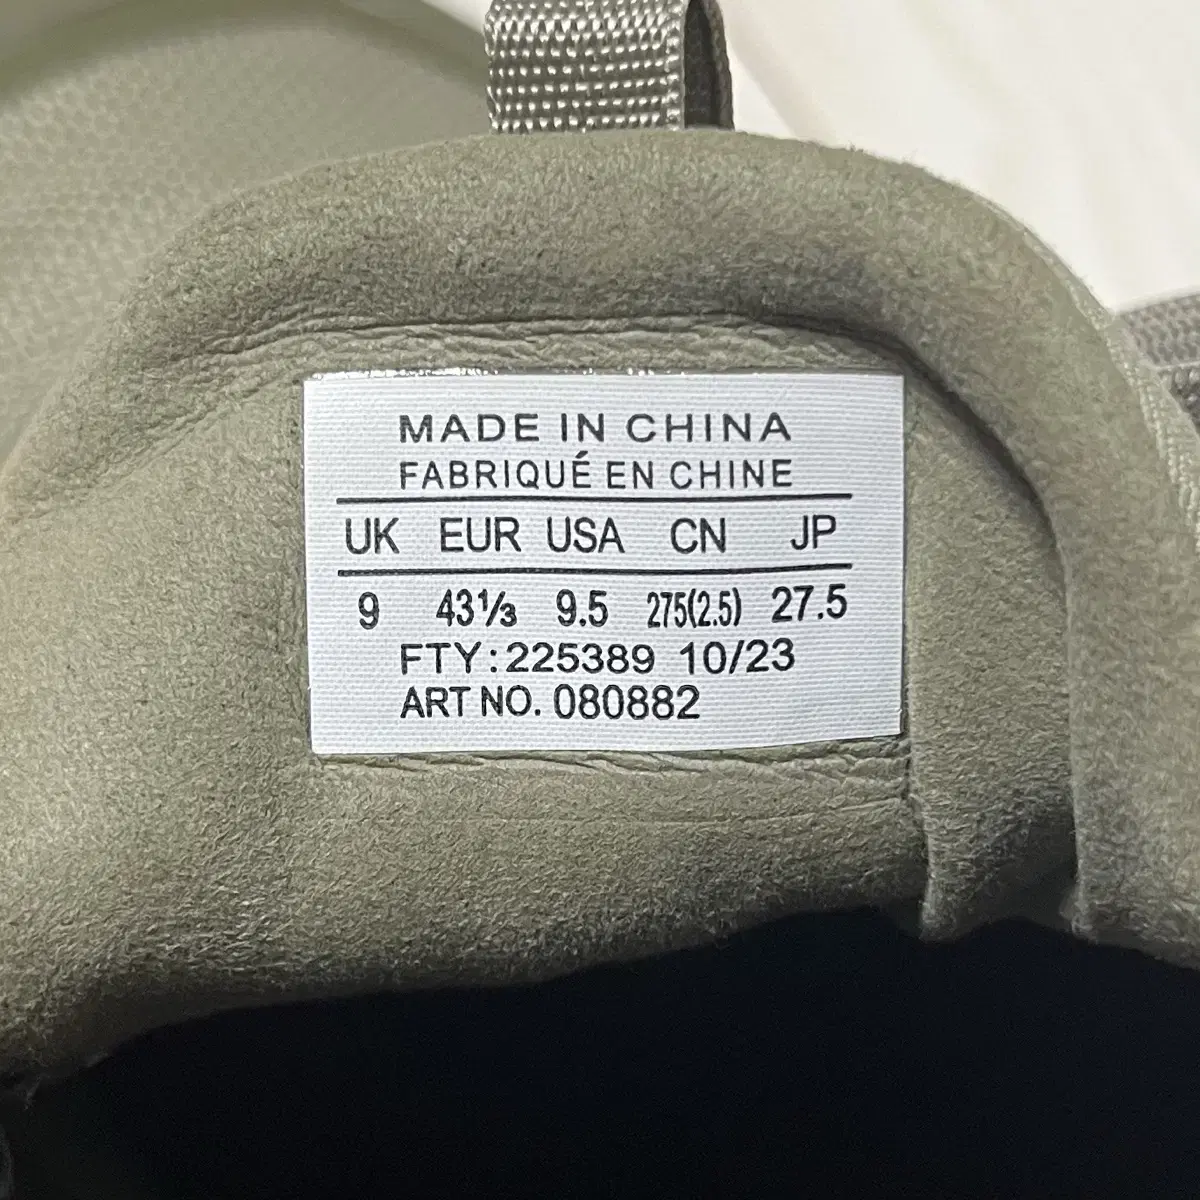 MADE IN CHINA
FABRIQUÉ EN CHINE
UK EUR USA CN JP
9 43⅓ 9.5 275(2.5) 27.5
FTY:225389 10/23
ART NO. 080882